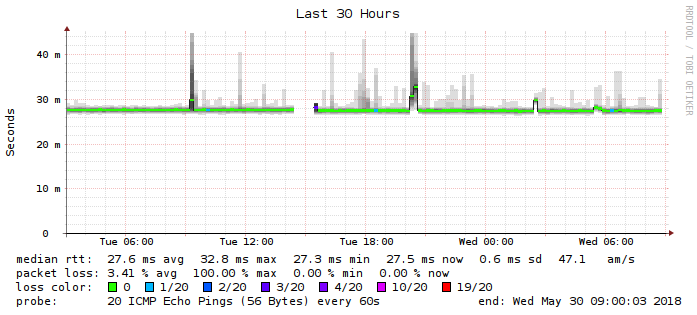 Last 30 Hours
RRDTOOL / TOBI OETIKER
Seconds
40 m
30 m
20 m
10 m
0
Tue 06:00 Tue 12:00 Tue 18:00 Wed 00:00 Wed 06:00
median rtt: 27.6 ms avg 32.8 ms max 27.3 ms min 27.5 ms now 0.6 ms sd 47.1 am/s
packet loss: 3.41 % avg 100.00 % max 0.00 % min 0.00 % now
loss color: 0 1/20 2/20 3/20 4/20 10/20 19/20
probe: 20 ICMP Echo Pings (56 Bytes) every 60s end: Wed May 30 09:00:03 2018